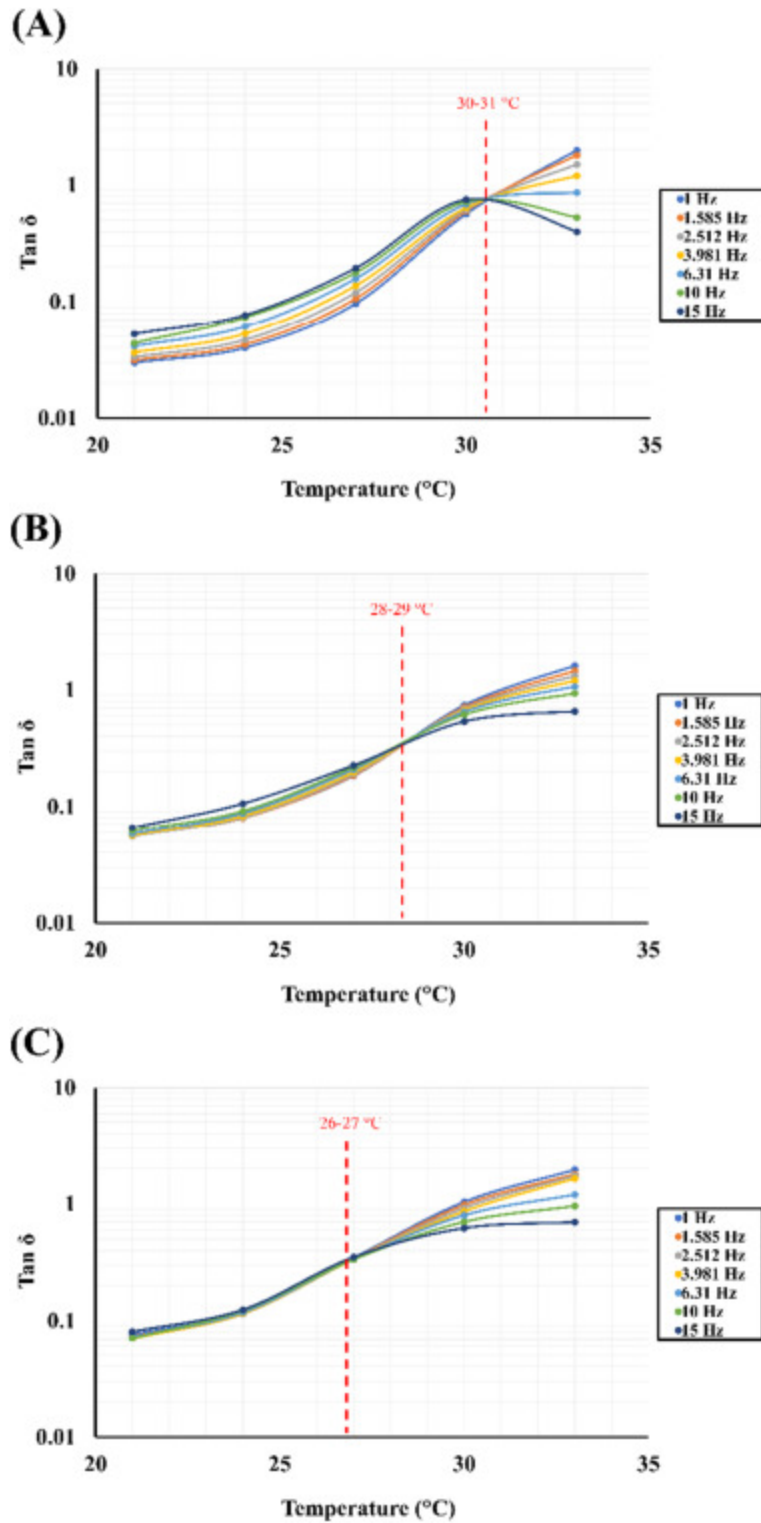 (A)
10
30-31 °C
1
Tan δ
0.1
0.01
20
25
30
35
Temperature (°C)
1 Hz
1.585 Hz
2.512 Hz
3.981 Hz
6.31 Hz
10 Hz
15 Hz
(B)
10
28-29 °C
1
Tan δ
0.1
0.01
20
25
30
35
Temperature (°C)
1 Hz
1.585 Hz
2.512 Hz
3.981 Hz
6.31 Hz
10 Hz
15 Hz
(C)
10
26-27 °C
1
Tan δ
0.1
0.01
20
25
30
35
Temperature (°C)
1 Hz
1.585 Hz
2.512 Hz
3.981 Hz
6.31 Hz
10 Hz
15 Hz